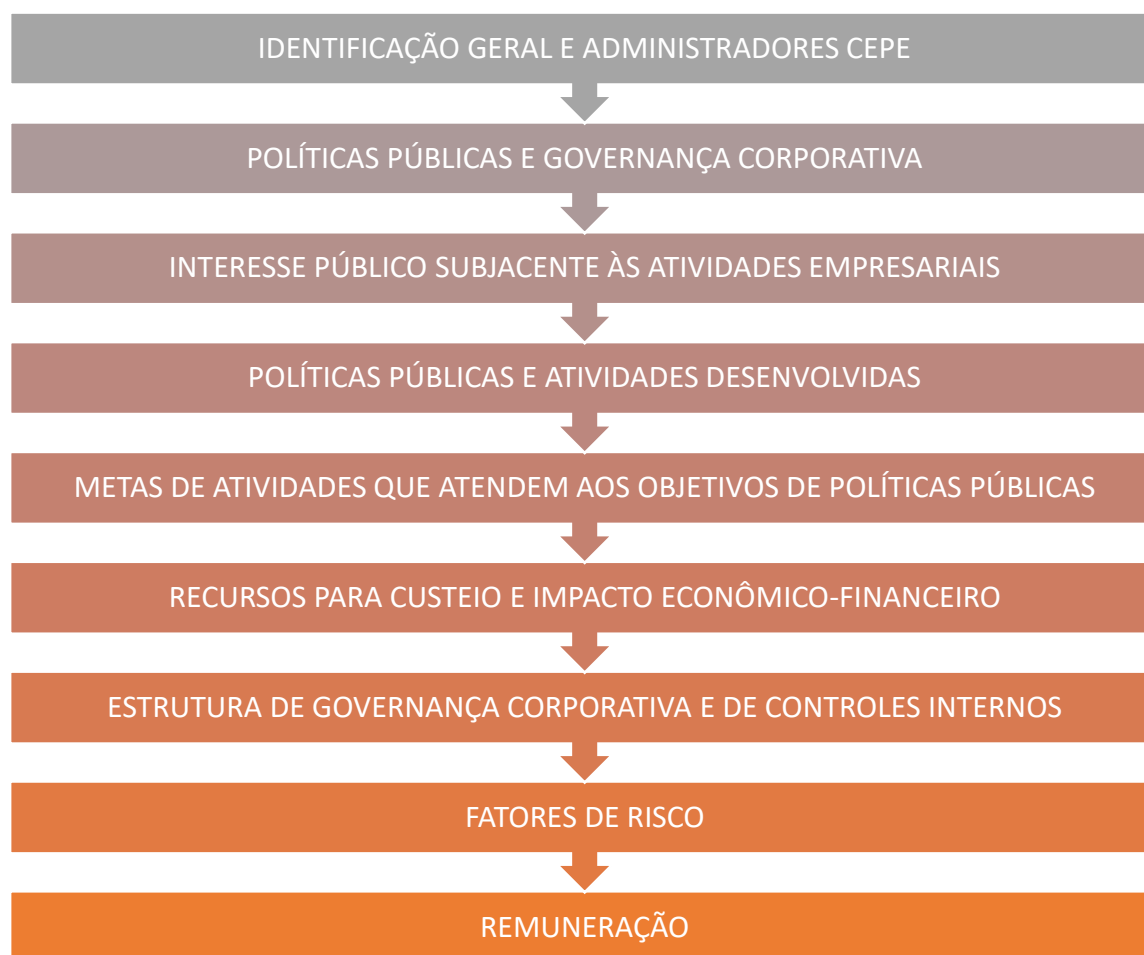 IDENTIFICAÇÃO GERAL E ADMINISTRADORES CEPE
POLÍTICAS PÚBLICAS E GOVERNANÇA CORPORATIVA
INTERESSE PÚBLICO SUBJACENTE ÀS ATIVIDADES EMPRESARIAIS
POLÍTICAS PÚBLICAS E ATIVIDADES DESENVOLVIDAS
METAS DE ATIVIDADES QUE ATENDEM AOS OBJETIVOS DE POLÍTICAS PÚBLICAS
RECURSOS PARA CUSTEIO E IMPACTO ECONÔMICO-FINANCEIRO
ESTRUTURA DE GOVERNANÇA CORPORATIVA E DE CONTROLES INTERNOS
FATORES DE RISCO
REMUNERAÇÃO